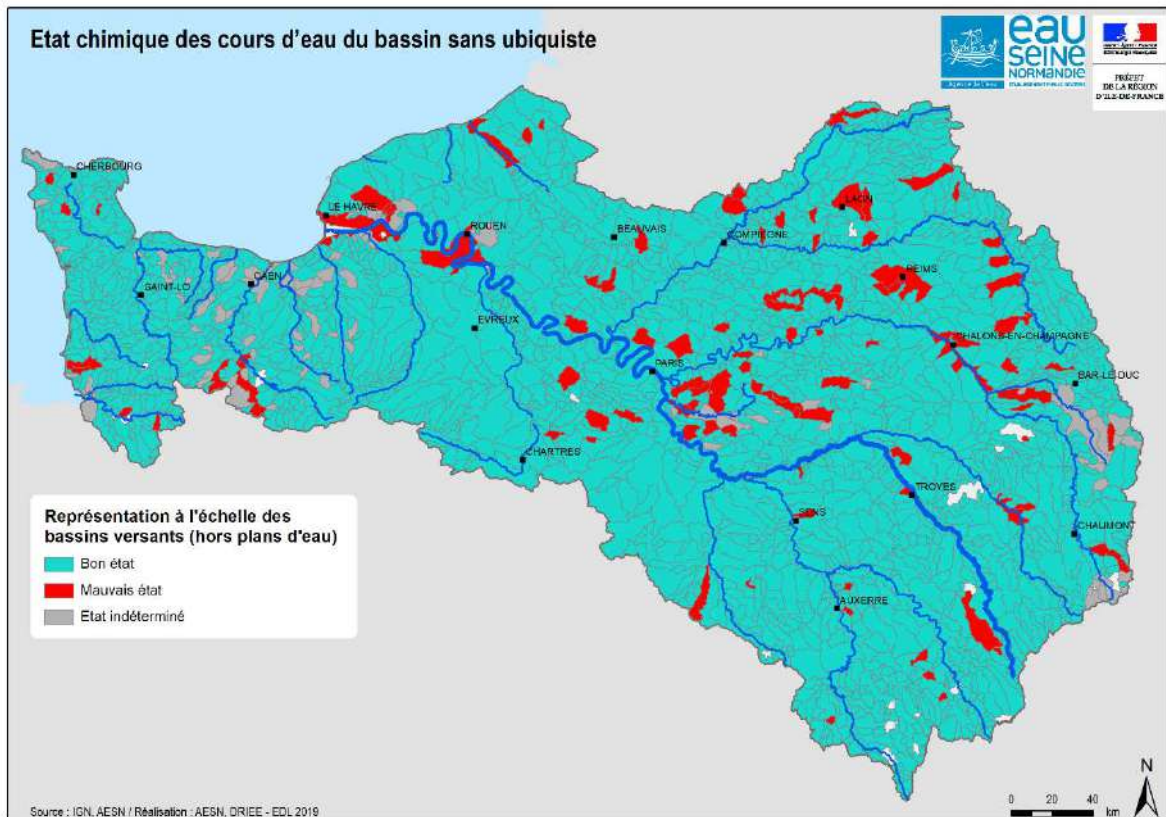 Etat chimique des cours d'eau du bassin sans ubiquiste
eau
SEINE
NORMANDIE
PRÉFET
DE LA RÉGION
D'ILE-DE-FRANCE
CHERBOURG
LE HAVRE
ROUEN
BEAUVAIS
COMPIEGNE
LAON
SAINT-LO
CAEN
REIMS
EVREUX
CHALONS-EN-CHAMPAGNE
PARIS
BAR-LE-DUC
CHARTRES
TROYES
SENS
CHAUMONT
AUXERRE
Représentation à l'échelle des
bassins versants (hors plans d'eau)
Bon état
Mauvais état
Etat indéterminé
N
0 20 40
km
Source : IGN, AESN / Réalisation : AESN, DRIEE - EDL 2019